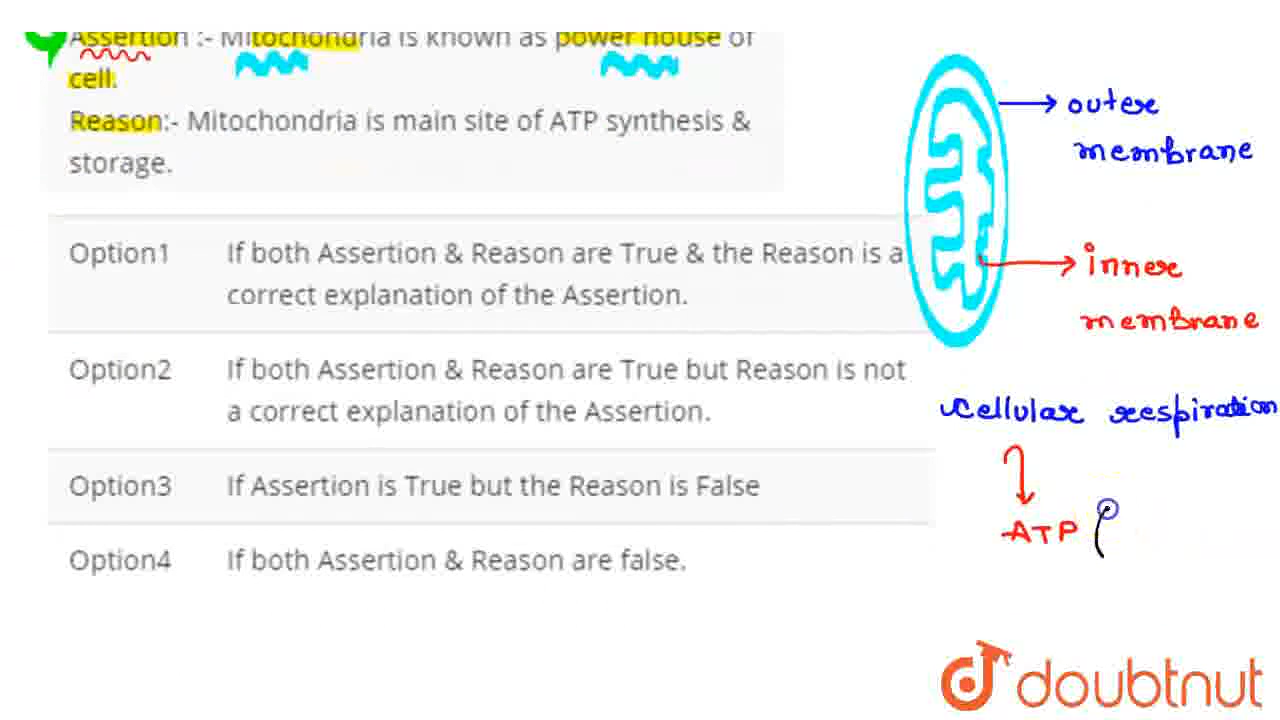 Assertion :- Mitochondria is known as power house of
cell.
Reason:- Mitochondria is main site of ATP synthesis &
storage.
Option1 If both Assertion & Reason are True & the Reason is a
correct explanation of the Assertion.
Option2 If both Assertion & Reason are True but Reason is not
a correct explanation of the Assertion.
Option3 If Assertion is True but the Reason is False
Option4 If both Assertion & Reason are false.
outer
membrane
inner
membrane
Cellular respiration
ATP (
doubtnut